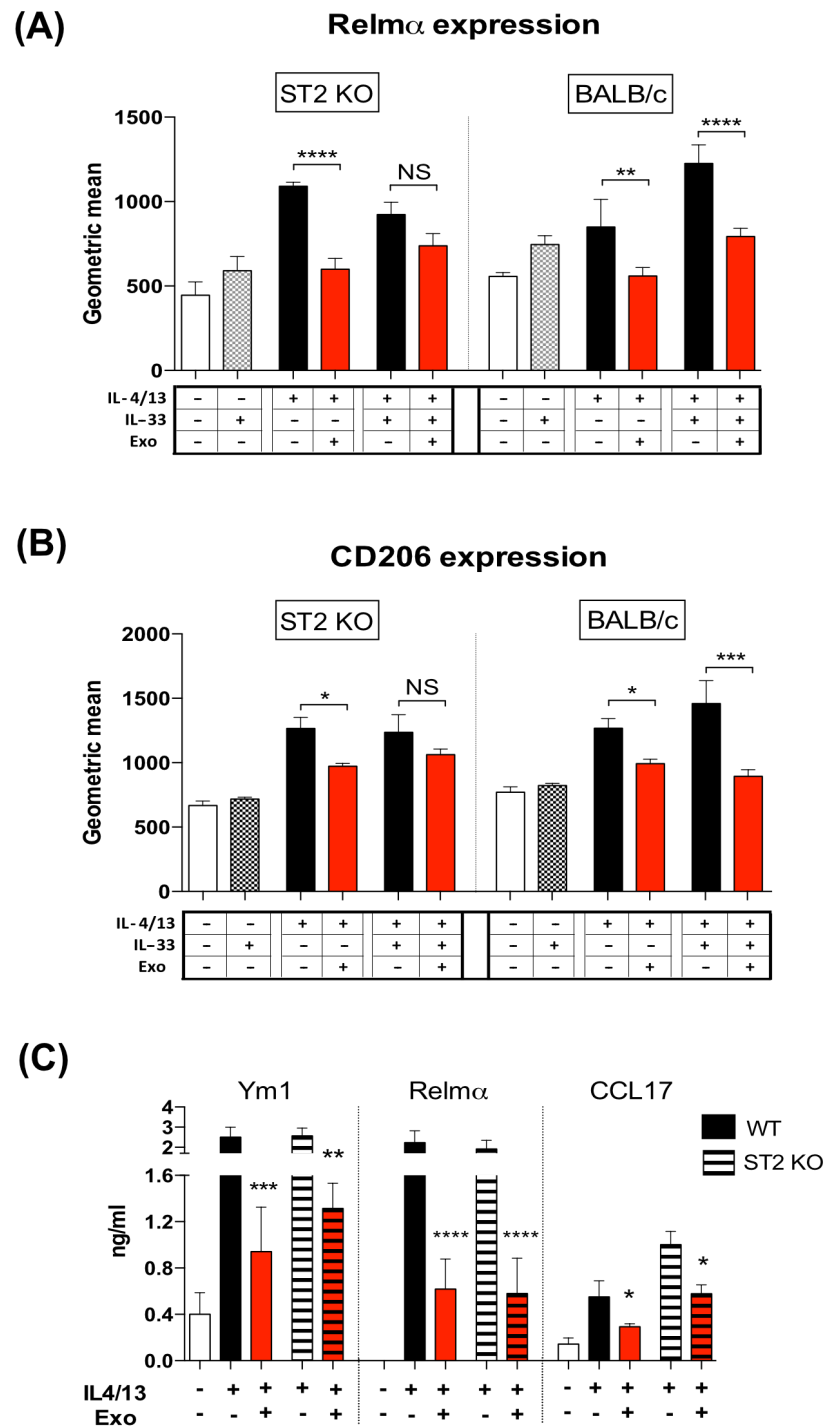 (A)
Relmα expression
ST2 KO BALB/c
Geometric mean
1500
1000
500
0
**** NS ** ****
IL-4/13 – – + + + + – – + + + +
IL–33 – + – – + + – + – – + +
Exo – – – + – + – – – + – +
(B)
CD206 expression
ST2 KO BALB/c
Geometric mean
2000
1500
1000
500
0
* NS * ***
IL-4/13 – – + + + + – – + + + +
IL–33 – + – – + + – + – – + +
Exo – – – + – + – – – + – +
(C)
Ym1 Relmα CCL17
WT
ST2 KO
ng/ml
4
3
2
1.6
1.2
0.8
0.4
0.0
*** ** **** **** * *
IL4/13 - + + + + - + + + + - + + + +
Exo - - + - + - - + - + - - + - +